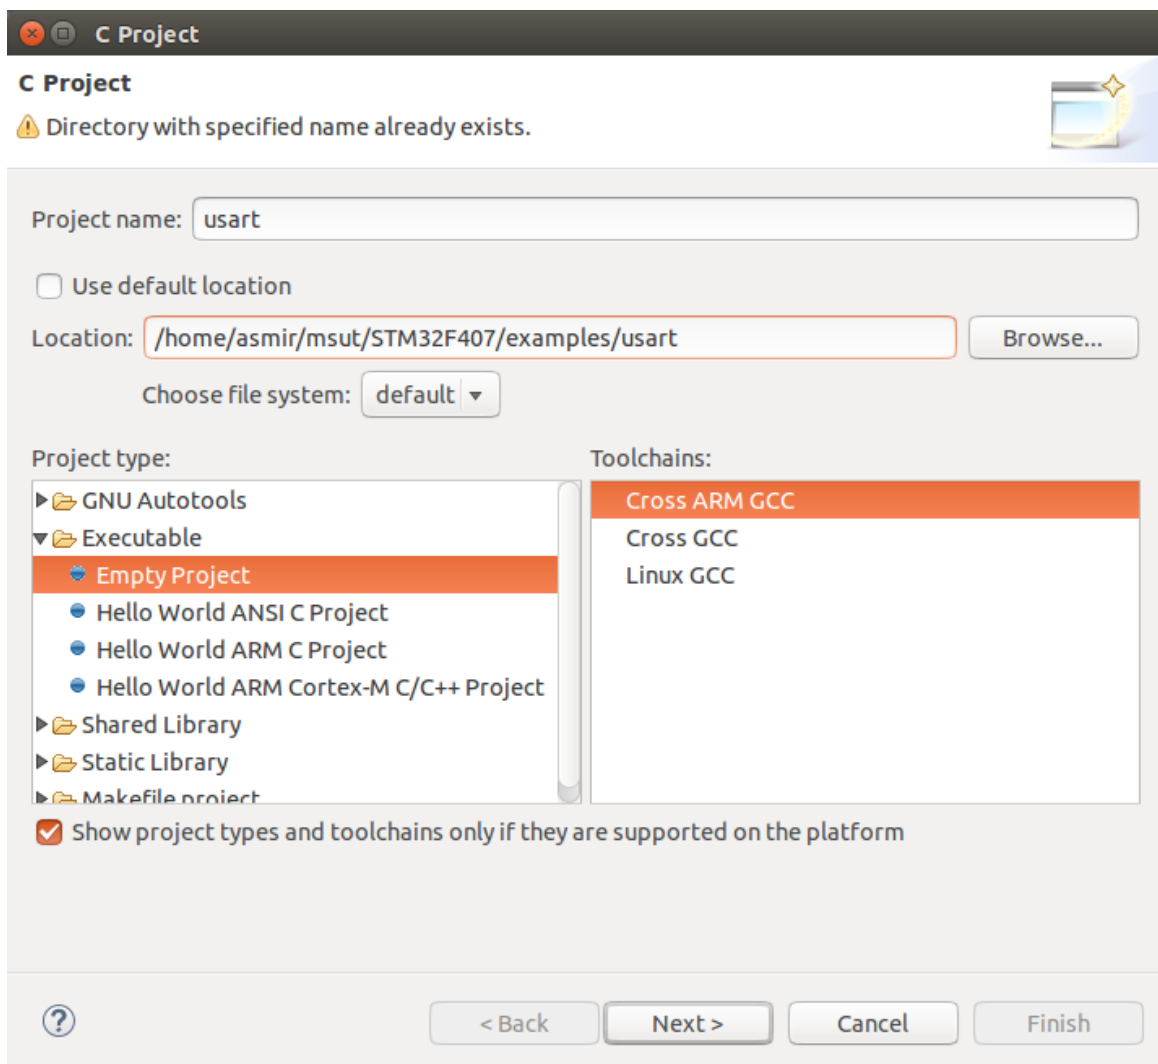 C Project
C Project
Directory with specified name already exists.
Project name: usart
Use default location
Location: /home/asmir/msut/STM32F407/examples/usart Browse...
Choose file system: default
Project type: Toolchains:
GNU Autotools Cross ARM GCC
Executable Cross GCC
Empty Project Linux GCC
Hello World ANSI C Project
Hello World ARM C Project
Hello World ARM Cortex-M C/C++ Project
Shared Library
Static Library
Makefile project
Show project types and toolchains only if they are supported on the platform
? < Back Next > Cancel Finish